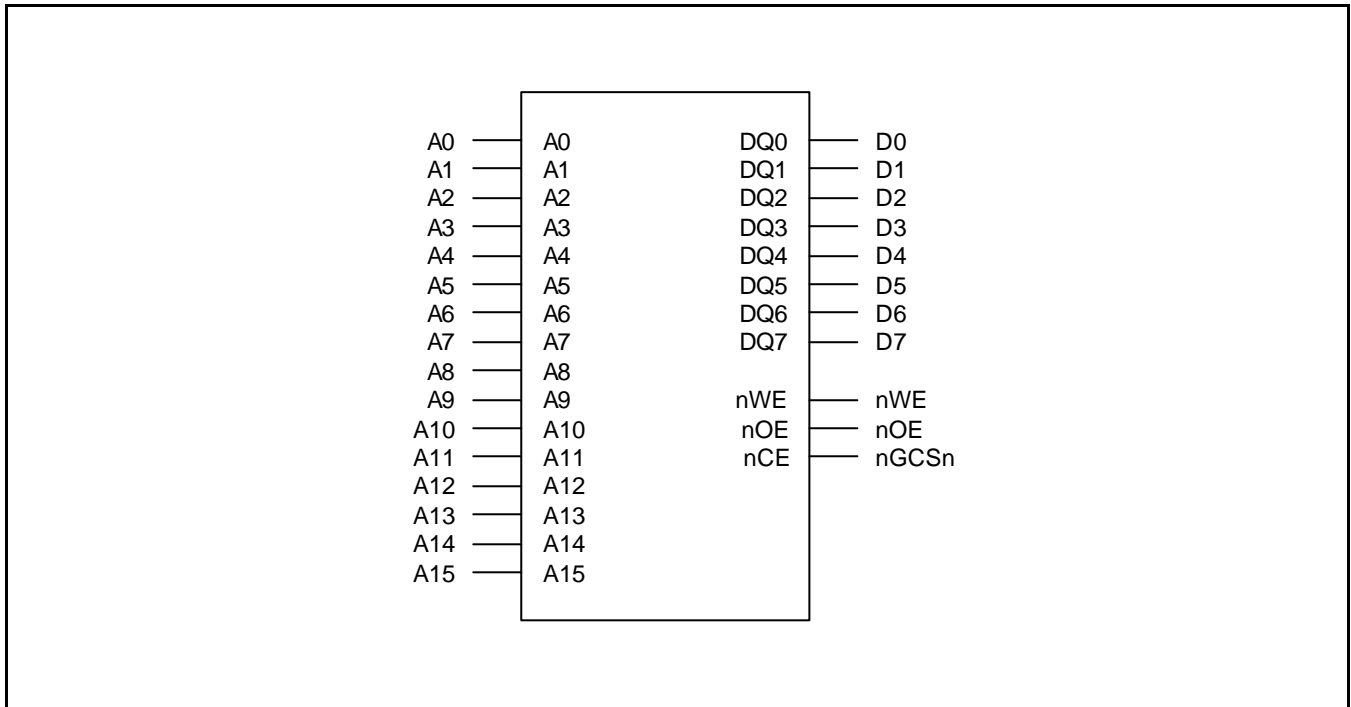 A0 A0 DQ0 D0
A1 A1 DQ1 D1
A2 A2 DQ2 D2
A3 A3 DQ3 D3
A4 A4 DQ4 D4
A5 A5 DQ5 D5
A6 A6 DQ6 D6
A7 A7 DQ7 D7
A8 A8
A9 A9 nWE nWE
A10 A10 nOE nOE
A11 A11 nCE nGCSn
A12 A12
A13 A13
A14 A14
A15 A15